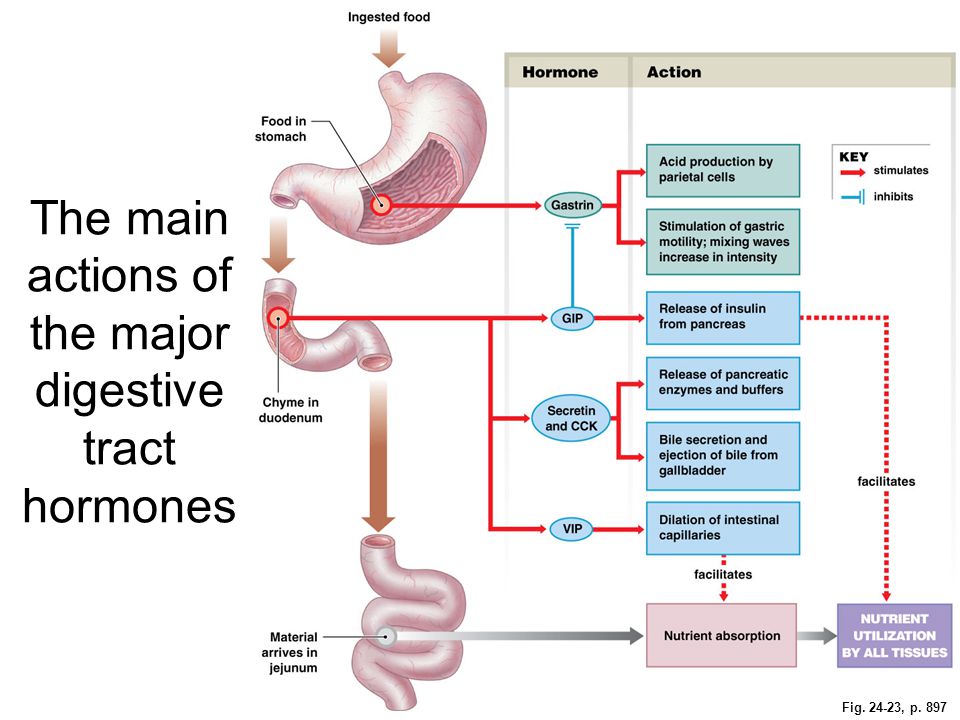 The main
actions of
the major
digestive
tract
hormones
Ingested food
Food in
stomach
Chyme in
duodenum
Material
arrives in
jejunum
Hormone
Action
KEY
stimulates
inhibits
Gastrin
Acid production by
parietal cells
Stimulation of gastric
motility; mixing waves
increase in intensity
GIP
Release of insulin
from pancreas
Secretin
and CCK
Release of pancreatic
enzymes and buffers
Bile secretion and
ejection of bile from
gallbladder
VIP
Dilation of intestinal
capillaries
facilitates
facilitates
Nutrient absorption
NUTRIENT
UTILIZATION
BY ALL TISSUES
Fig. 24-23, p. 897